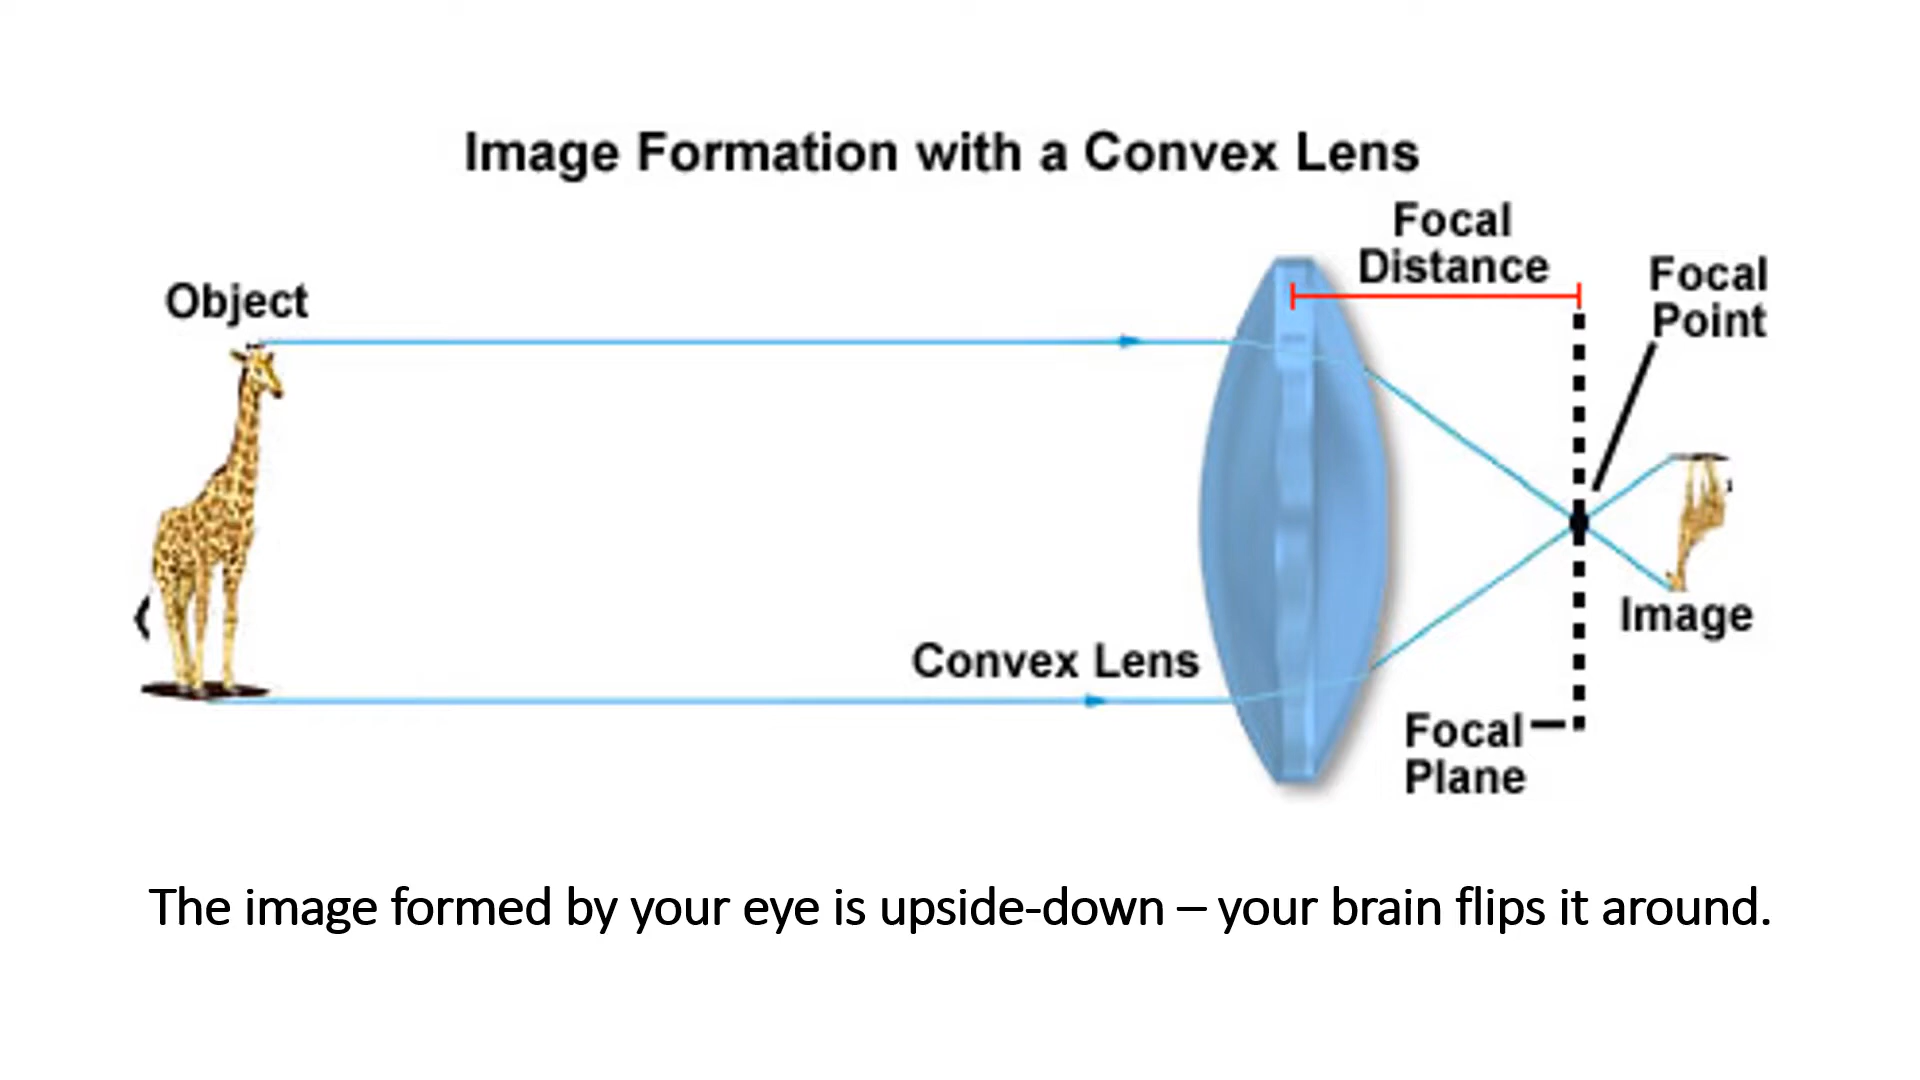 Image Formation with a Convex Lens
Focal
Distance
Focal
Point
Object
Convex Lens
Image
Focal
Plane
The image formed by your eye is upside-down – your brain flips it around.